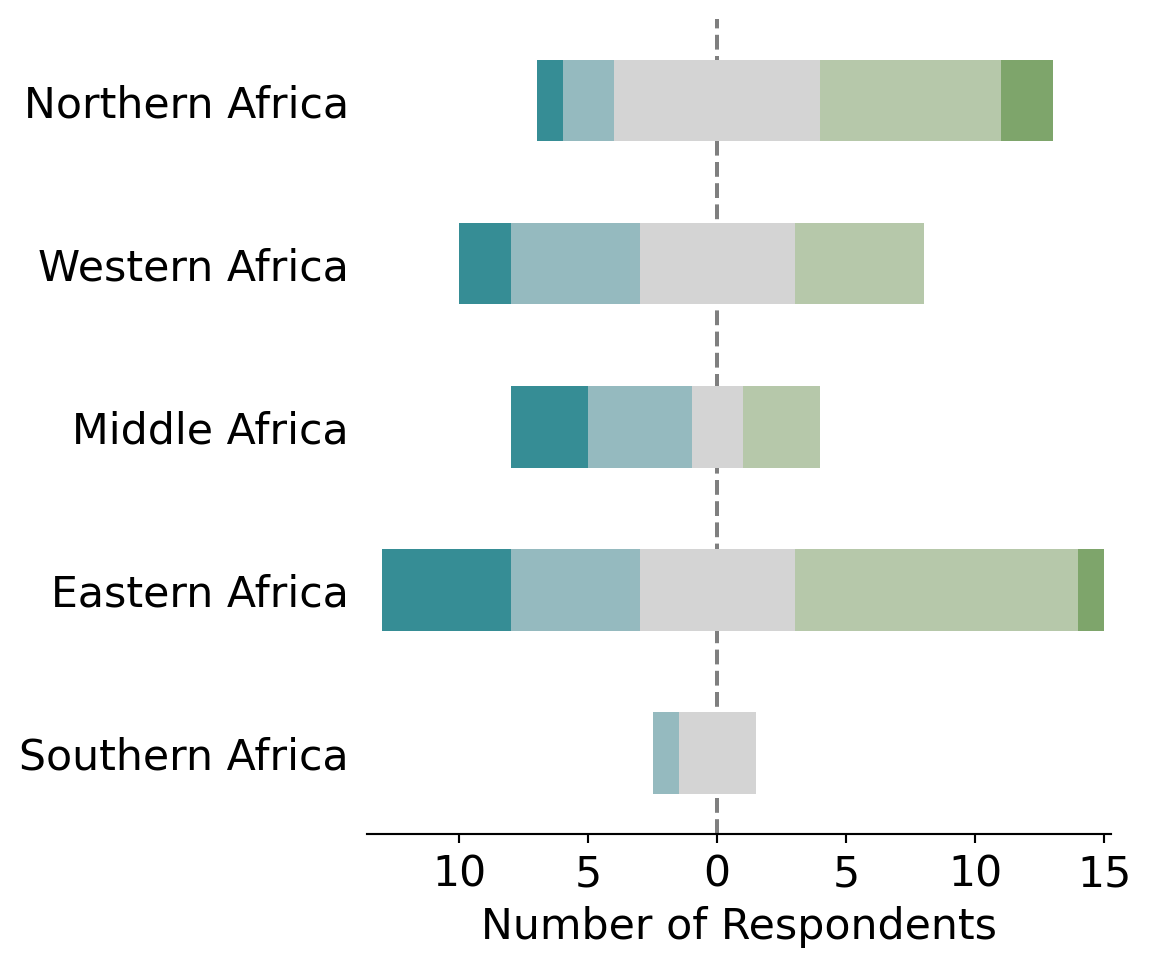 Northern Africa
Western Africa
Middle Africa
Eastern Africa
Southern Africa
10 5 0 5 10 15
Number of Respondents